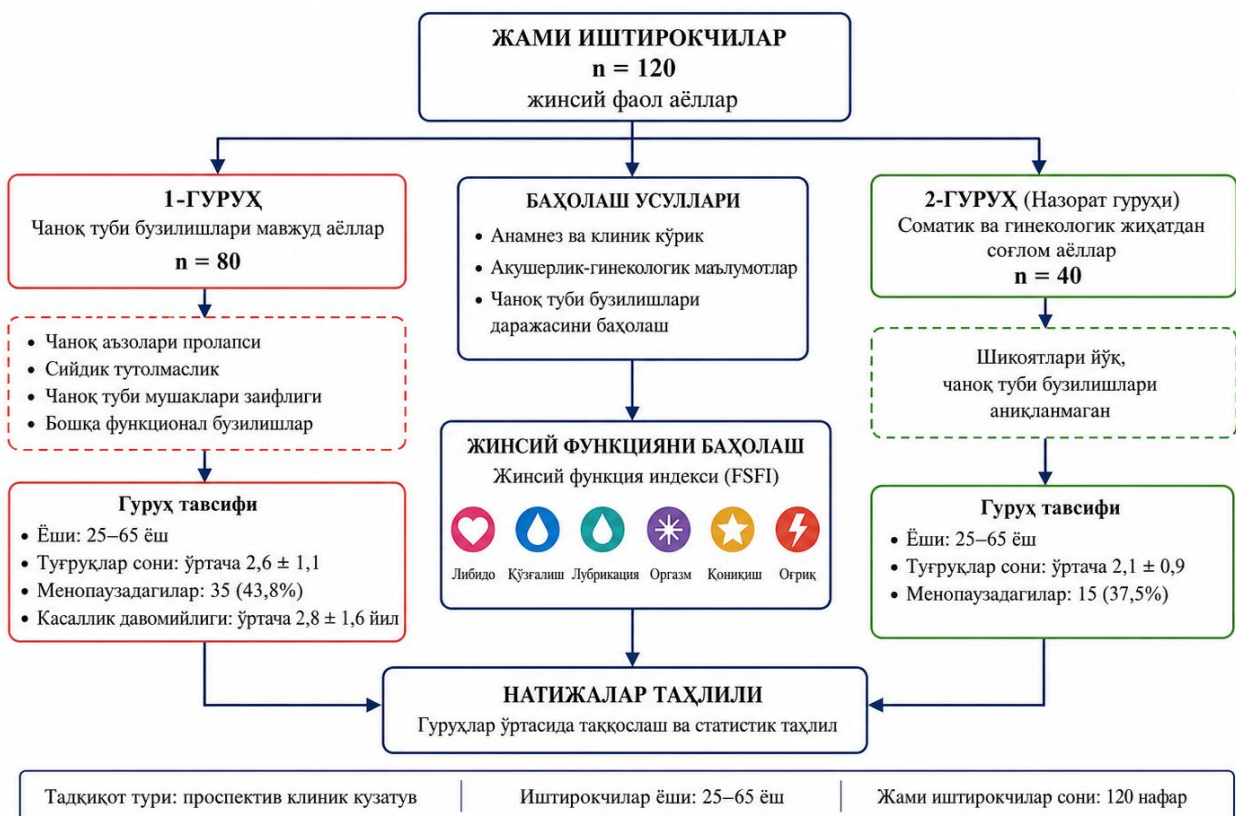 ЖАМИ ИШТИРОКЧИЛАР
n = 120
жинсий фаол аёллар
1-ГУРУҲ
Чаноқ туби бузилишлари мавжуд аёллар
n = 80
• Чаноқ аъзолари пролапси
• Сийдик тутолмаслик
• Чаноқ туби мушаклари заифлиги
• Бошқа функционал бузилишлар
Гуруҳ тавсифи
• Ёши: 25–65 ёш
• Туғруқлар сони: ўртача 2,6 ± 1,1
• Менопаузадагилар: 35 (43,8%)
• Касаллик давомийлиги: ўртача 2,8 ± 1,6 йил
БАҲОЛАШ УСУЛЛАРИ
• Анамнез ва клиник кўрик
• Акушерлик-гинекологик маълумотлар
• Чаноқ туби бузилишлари
даражасини баҳолаш
ЖИНСИЙ ФУНКЦИЯНИ БАҲОЛАШ
Жинсий функция индекси (FSFI)
Либидо Қўзғалиш Лубрикация Оргазм Қониқиш Оғриқ
2-ГУРУҲ (Назорат гуруҳи)
Соматик ва гинекологик жиҳатдан
соғлом аёллар
n = 40
Шикоятлари йўқ,
чаноқ туби бузилишлари
аниқланмаган
Гуруҳ тавсифи
• Ёши: 25–65 ёш
• Туғруқлар сони: ўртача 2,1 ± 0,9
• Менопаузадагилар: 15 (37,5%)
НАТИЖАЛАР ТАҲЛИЛИ
Гуруҳлар ўртасида таққослаш ва статистик таҳлил
Тадқиқот тури: проспектив клиник кузатув
Иштирокчилар ёши: 25–65 ёш
Жами иштирокчилар сони: 120 нафар